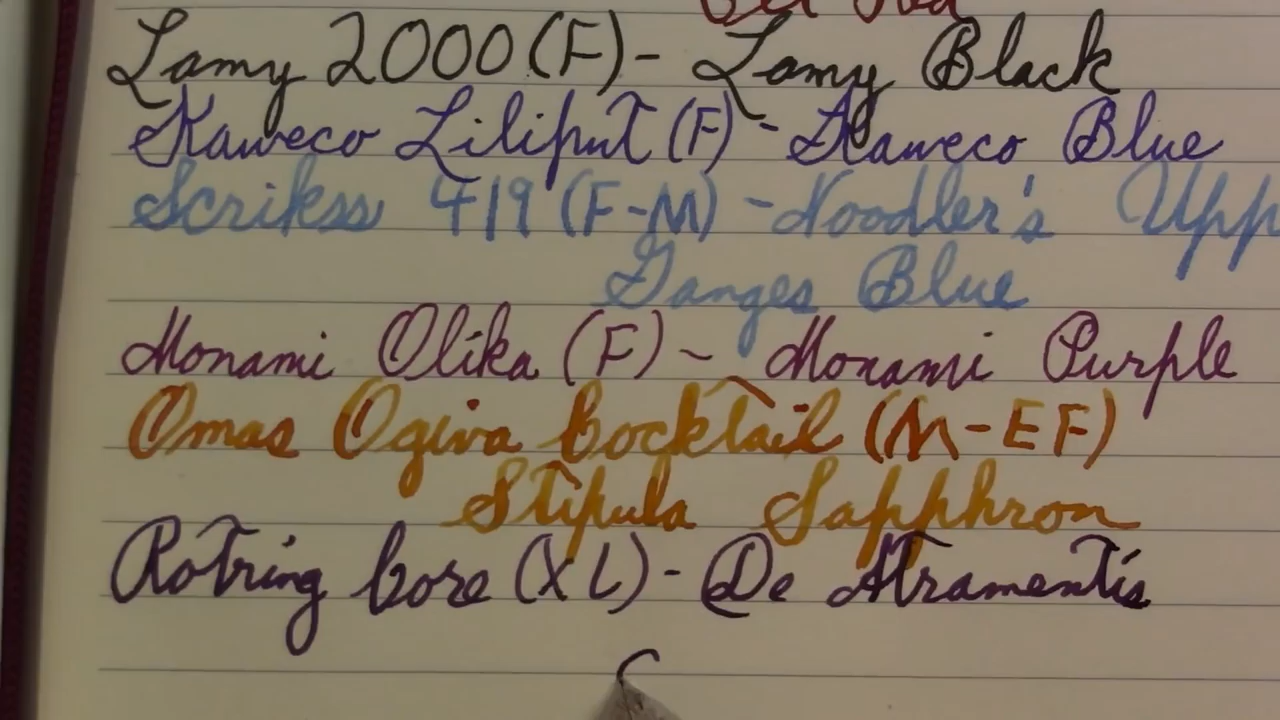 Lamy 2000 (F) - Lamy Black
Kaweco Liliput (F) - Kaweco Blue
Scrikss 419 (F-M) - Noodler's Upp
Ganges Blue
Monami Olika (F) - Monami Purple
Omas Ogiva Cocktail (M-EF)
Stipula Sapphron
Rotring Core (XL) - De Atramentis